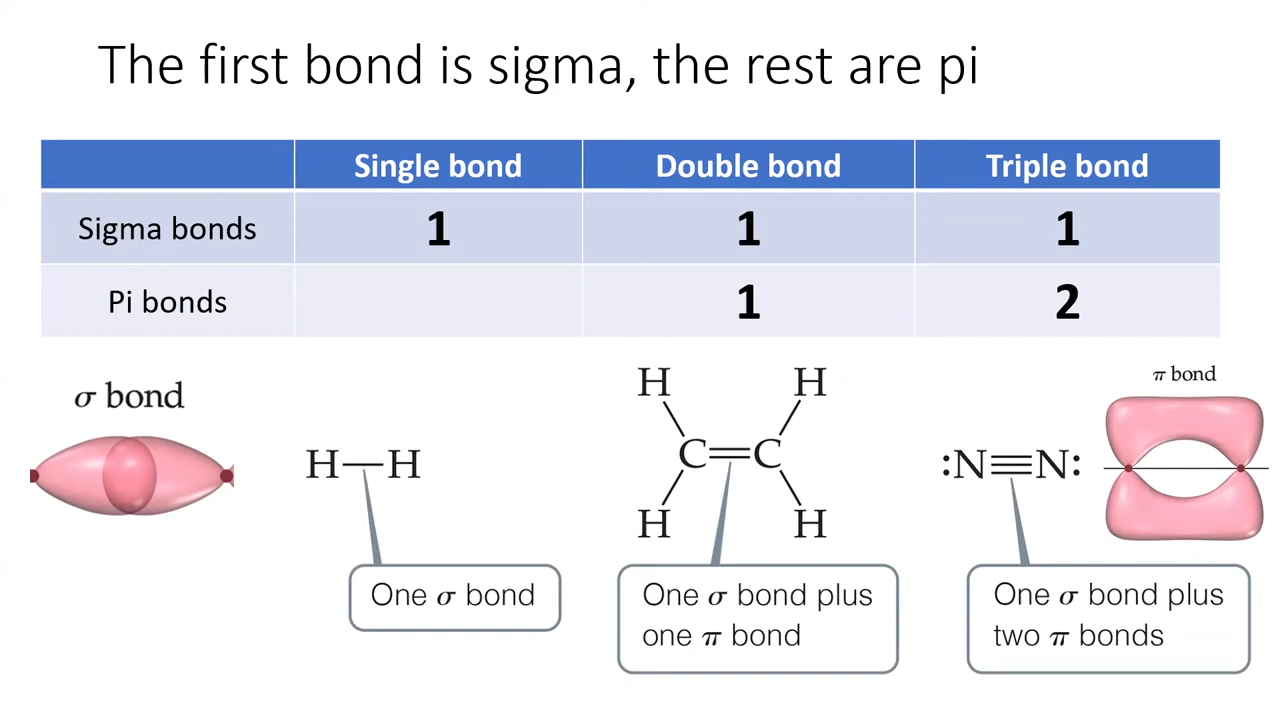 The first bond is sigma, the rest are pi
Single bond Double bond Triple bond
Sigma bonds 1 1 1
Pi bonds 1 2
σ bond
H—H
One σ bond
H H
C=C
H H
One σ bond plus
one π bond
:N≡N:
π bond
One σ bond plus
two π bonds